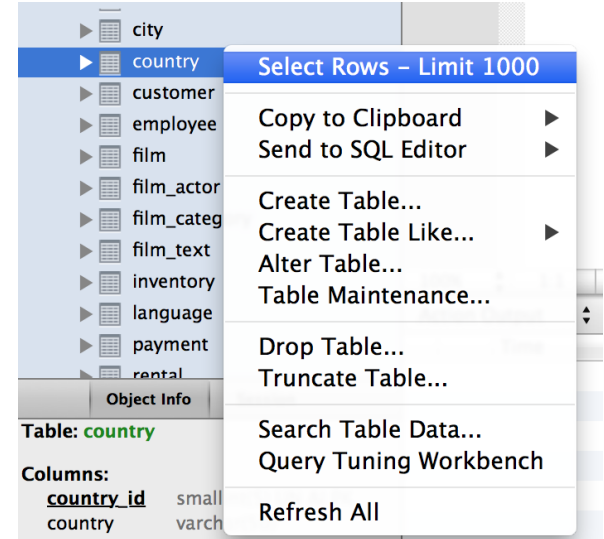 city
country
customer
employee
film
film_actor
film_categ
film_text
inventory
language
payment
rental
Select Rows – Limit 1000
Copy to Clipboard
Send to SQL Editor
Create Table...
Create Table Like...
Alter Table...
Table Maintenance...
Drop Table...
Truncate Table...
Search Table Data...
Query Tuning Workbench
Refresh All
Object Info
Table: country
Columns:
country_id small
country varch